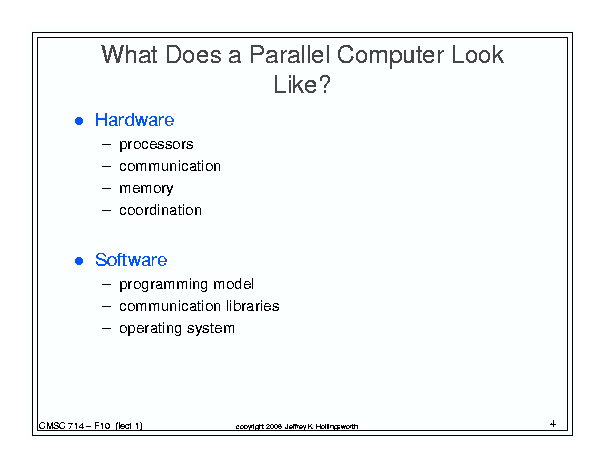 What Does a Parallel Computer Look
Like?
● Hardware
– processors
– communication
– memory
– coordination
● Software
– programming model
– communication libraries
– operating system
CMSC 714 – F10 (lect 1)
copyright 2006 Jeffrey K. Hollingsworth
4